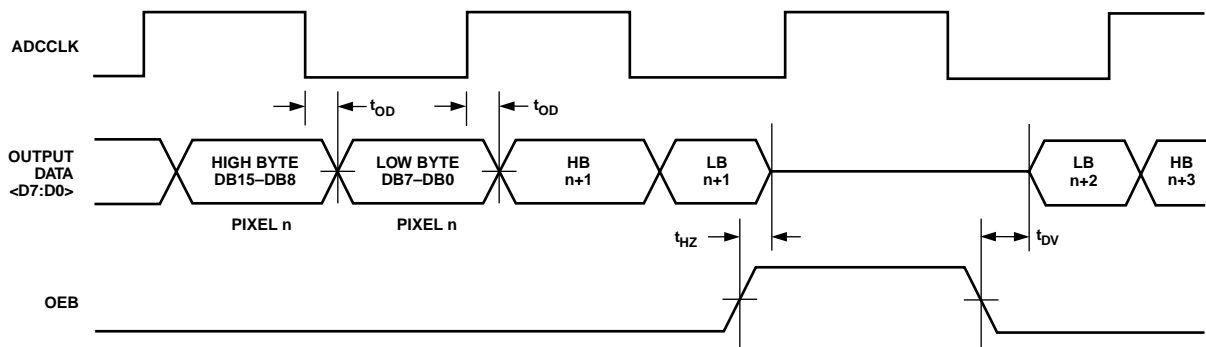 ADCCLK
tOD
tOD
OUTPUT
DATA
<D7:D0>
HIGH BYTE
DB15–DB8
LOW BYTE
DB7–DB0
HB
n+1
LB
n+1
LB
n+2
HB
n+3
PIXEL n
PIXEL n
tHZ
tDV
OEB